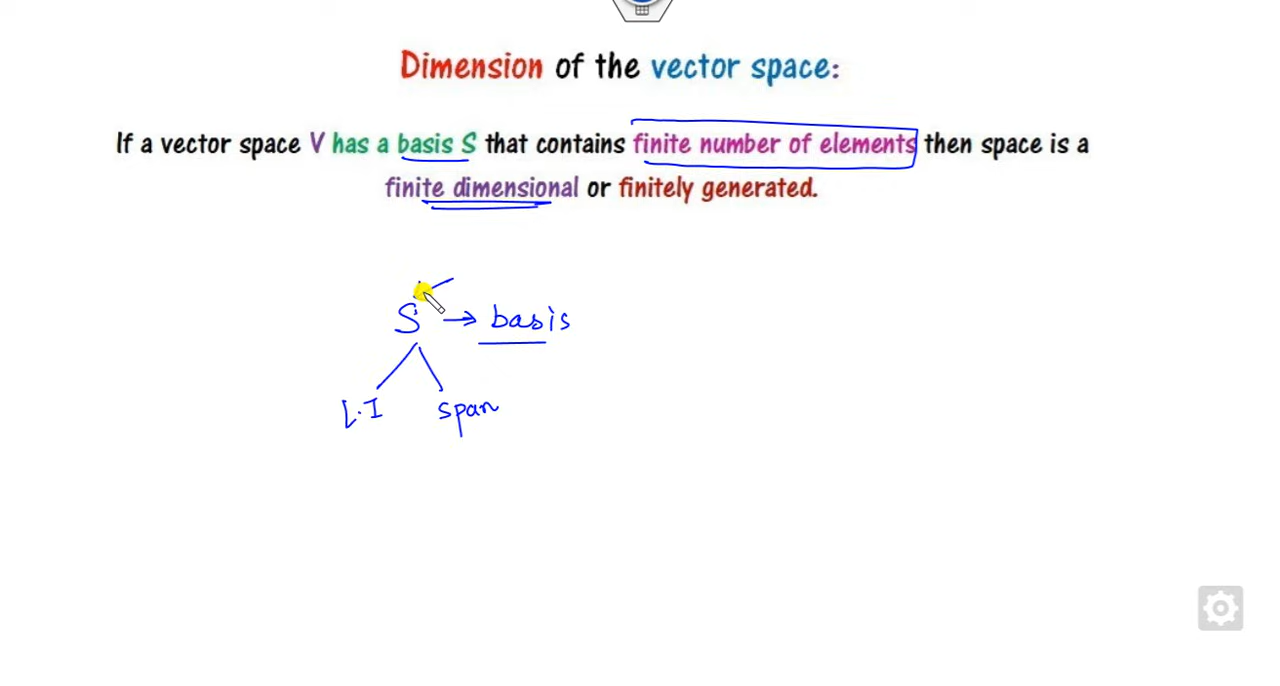 Dimension of the vector space:
If a vector space V has a basis S that contains finite number of elements then space is a
finite dimensional or finitely generated.
S → basis
L.I span